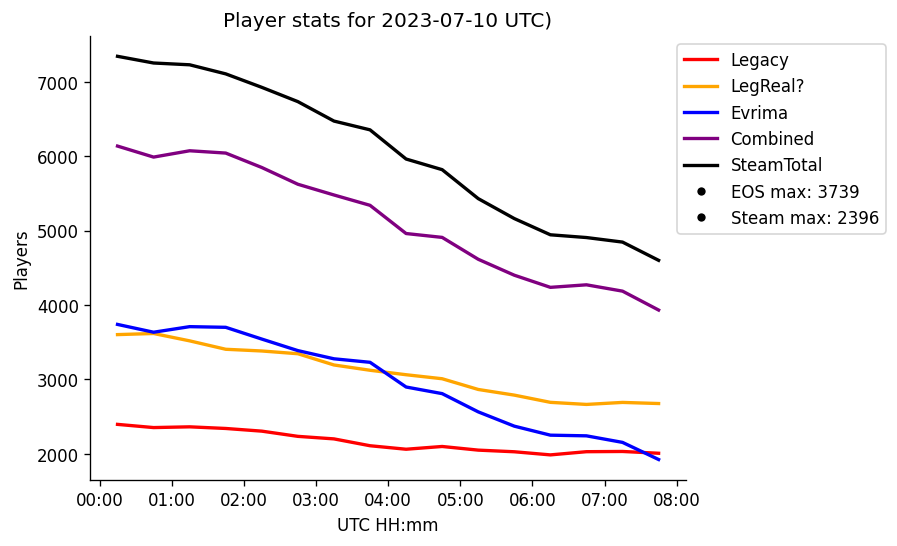 Player stats for 2023-07-10 UTC)
Legacy
LegReal?
Evrima
Combined
SteamTotal
EOS max: 3739
Steam max: 2396
Players
7000
6000
5000
4000
3000
2000
00:00 01:00 02:00 03:00 04:00 05:00 06:00 07:00 08:00
UTC HH:mm